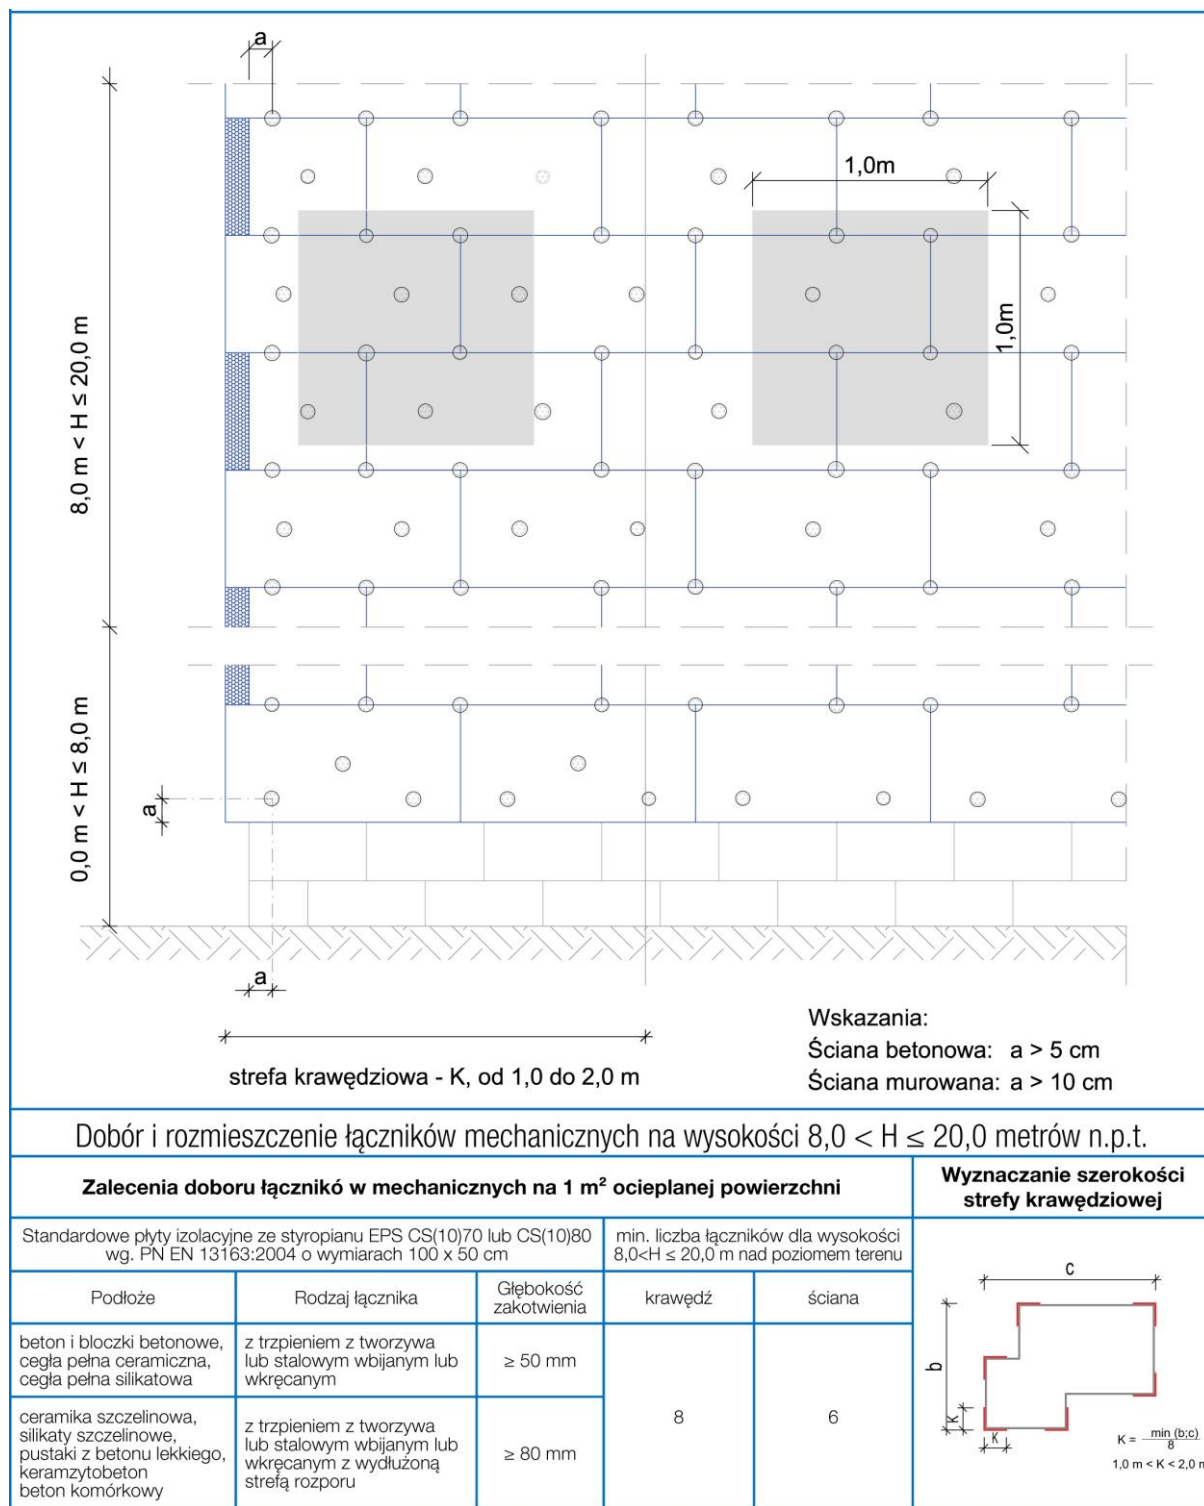 a
1,0m
1,0m
8,0 m < H ≤ 20,0 m
0,0 m < H ≤ 8,0 m
a
a
strefa krawędziowa - K, od 1,0 do 2,0 m
Wskazania:
Ściana betonowa: a > 5 cm
Ściana murowana: a > 10 cm
Dobór i rozmieszczenie łączników mechanicznych na wysokości 8,0 < H ≤ 20,0 metrów n.p.t.
Zalecenia doboru łącznikó w mechanicznych na 1 m² ocieplanej powierzchni
Wyznaczanie szerokości
strefy krawędziowej
Standardowe płyty izolacyjne ze styropianu EPS CS(10)70 lub CS(10)80
wg. PN EN 13163:2004 o wymiarach 100 x 50 cm
min. liczba łączników dla wysokości
8,0<H ≤ 20,0 m nad poziomem terenu
Podłoże
Rodzaj łącznika
Głębokość
zakotwienia
krawędź
ściana
beton i bloczki betonowe,
cegła pełna ceramiczna,
cegła pełna silikatowa
z trzpieniem z tworzywa
lub stalowym wbijanym lub
wkręcanym
≥ 50 mm
ceramika szczelinowa,
silikaty szczelinowe,
pustaki z betonu lekkiego,
keramzytobeton
beton komórkowy
z trzpieniem z tworzywa
lub stalowym wbijanym lub
wkręcanym z wydłużoną
strefą rozporu
≥ 80 mm
8
6
c
b
K
K
K = min (b;c)
8
1,0 m < K < 2,0 m